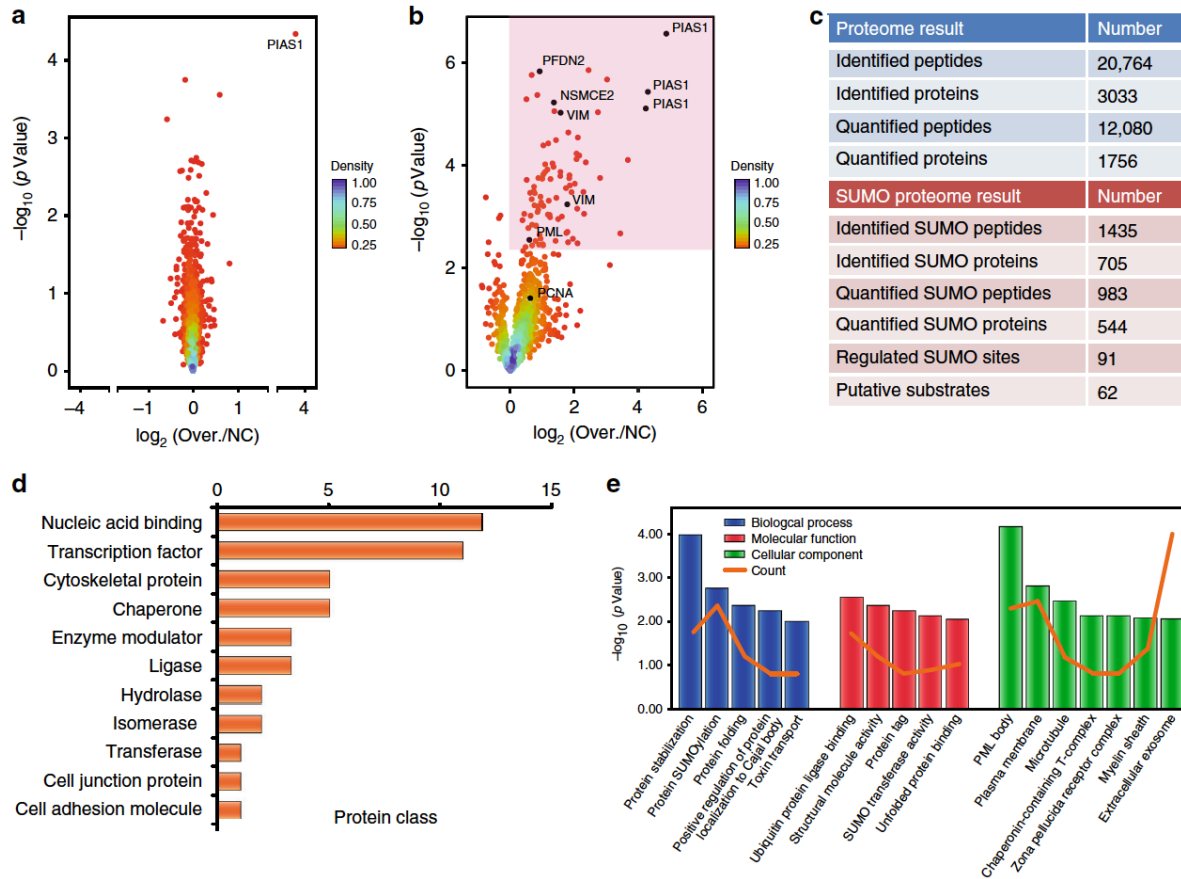 a
PIAS1
4
3
2
1
0
–log10 (p Value)
Density
1.00
0.75
0.50
0.25
–4
–1
0
1
4
log2 (Over./NC)
b
PIAS1
PFDN2
PIAS1
NSMCE2
PIAS1
VIM
VIM
PML
PCNA
6
4
2
0
–log10 (p Value)
Density
1.00
0.75
0.50
0.25
0
2
4
6
log2 (Over./NC)
c
Proteome result Number
Identified peptides 20,764
Identified proteins 3033
Quantified peptides 12,080
Quantified proteins 1756
SUMO proteome result Number
Identified SUMO peptides 1435
Identified SUMO proteins 705
Quantified SUMO peptides 983
Quantified SUMO proteins 544
Regulated SUMO sites 91
Putative substrates 62
d
0
5
10
15
Nucleic acid binding
Transcription factor
Cytoskeletal protein
Chaperone
Enzyme modulator
Ligase
Hydrolase
Isomerase
Transferase
Cell junction protein
Cell adhesion molecule
Protein class
e
Biologcal process
Molecular function
Cellular component
Count
4.00
3.00
2.00
1.00
0.00
–log10 (p Value)
Protein stabilization
Protein SUMOylation
Protein folding
Positive regulation of protein
localization to Cajal body
Toxin transport
Ubiquitin protein ligase binding
Structural molecule activity
Protein tag
SUMO transferase activity
Unfolded protein binding
PML body
Plasma membrane
Microtubule
Chaperonin-containing T-complex
Zona pellucida receptor complex
Myelin sheath
Extracellular exosome